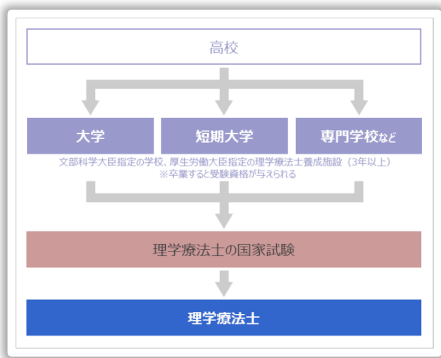 高校
大学 短期大学 専門学校など
文部科学大臣指定の学校、厚生労働大臣指定の理学療法士養成施設（3年以上）
※卒業すると受験資格が与えられる
理学療法士の国家試験
理学療法士